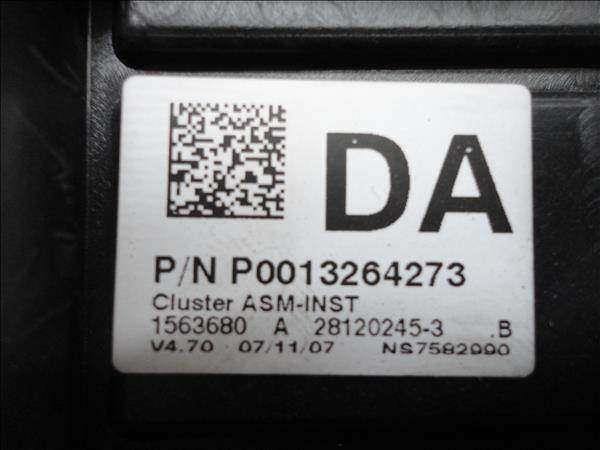 DA
P/N P0013264273
Cluster ASM-INST
1563680 A 28120245-3 .B
V4.70 07/11/07 NS7582990